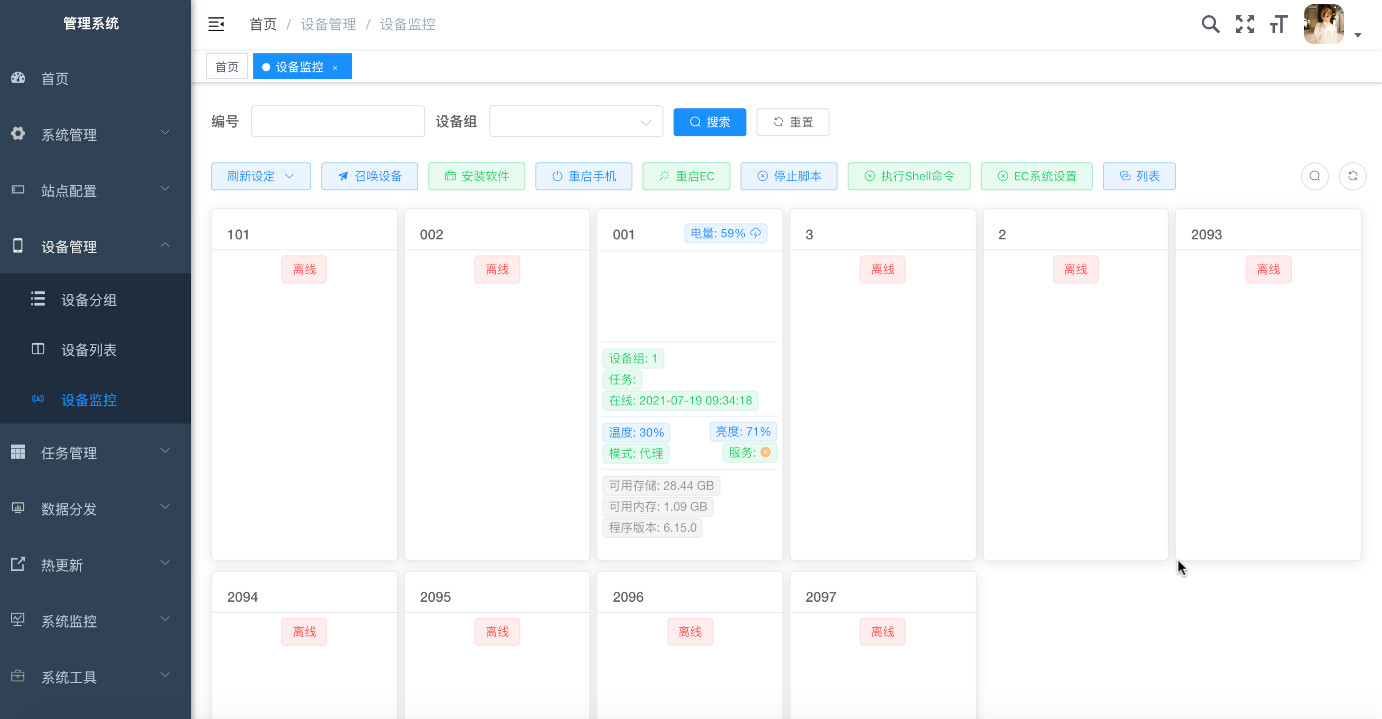 管理系统
首页 / 设备管理 / 设备监控
首页
设备监控 ×
首页
系统管理
站点配置
设备管理
设备分组
设备列表
设备监控
任务管理
数据分发
热更新
系统监控
系统工具
编号
设备组
搜索
重置
刷新设定
召唤设备
安装软件
重启手机
重启EC
停止脚本
执行Shell命令
EC系统设置
列表
101
离线
002
离线
001
电量: 59%
设备组: 1
任务:
在线: 2021-07-19 09:34:18
温度: 30%
亮度: 71%
模式: 代理
服务:
可用存储: 28.44 GB
可用内存: 1.09 GB
程序版本: 6.15.0
3
离线
2
离线
2093
离线
2094
离线
2095
离线
2096
离线
2097
离线